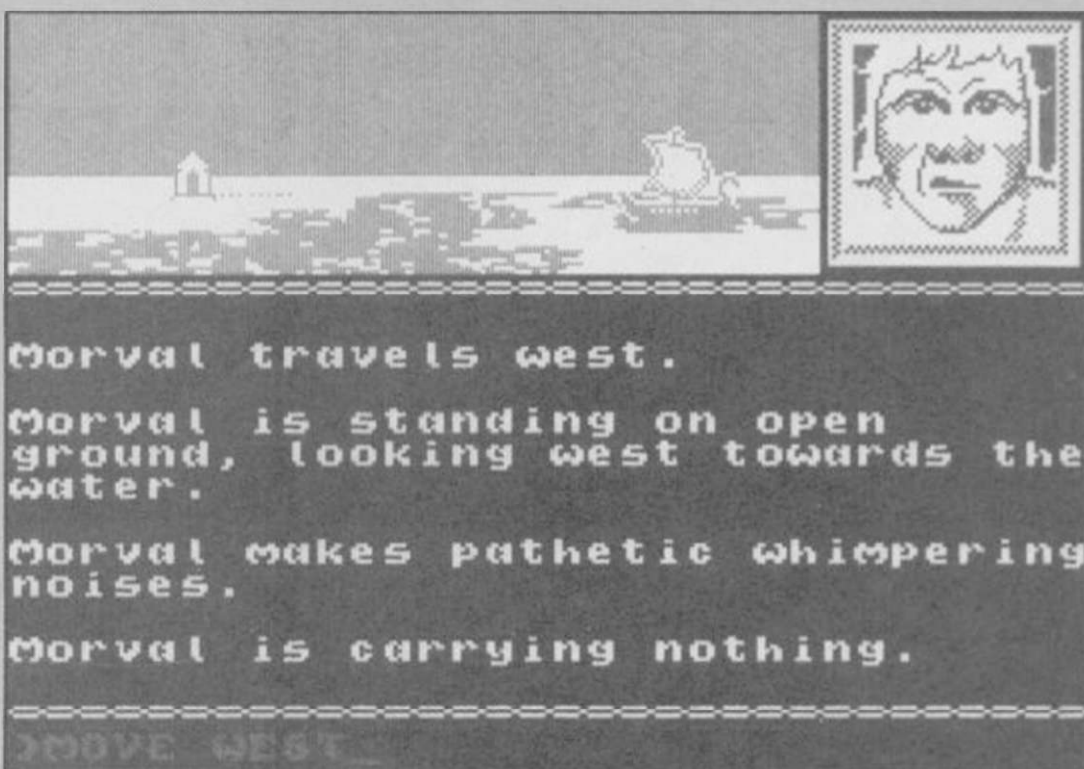 Morval travels west.
Morval is standing on open
ground, looking west towards the
water.
Morval makes pathetic whimpering
noises.
Morval is carrying nothing.
>MOVE WEST_